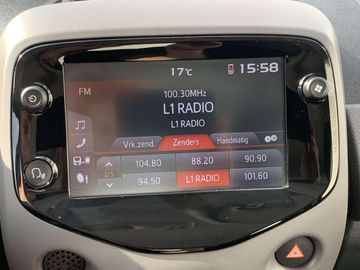 17°C
15:58
FM
100.30MHz
L1 RADIO
L1 RADIO
Vrk.zend. Zenders Handmatig
104.80 88.20 90.90
2/5
94.50 L1 RADIO 101.60